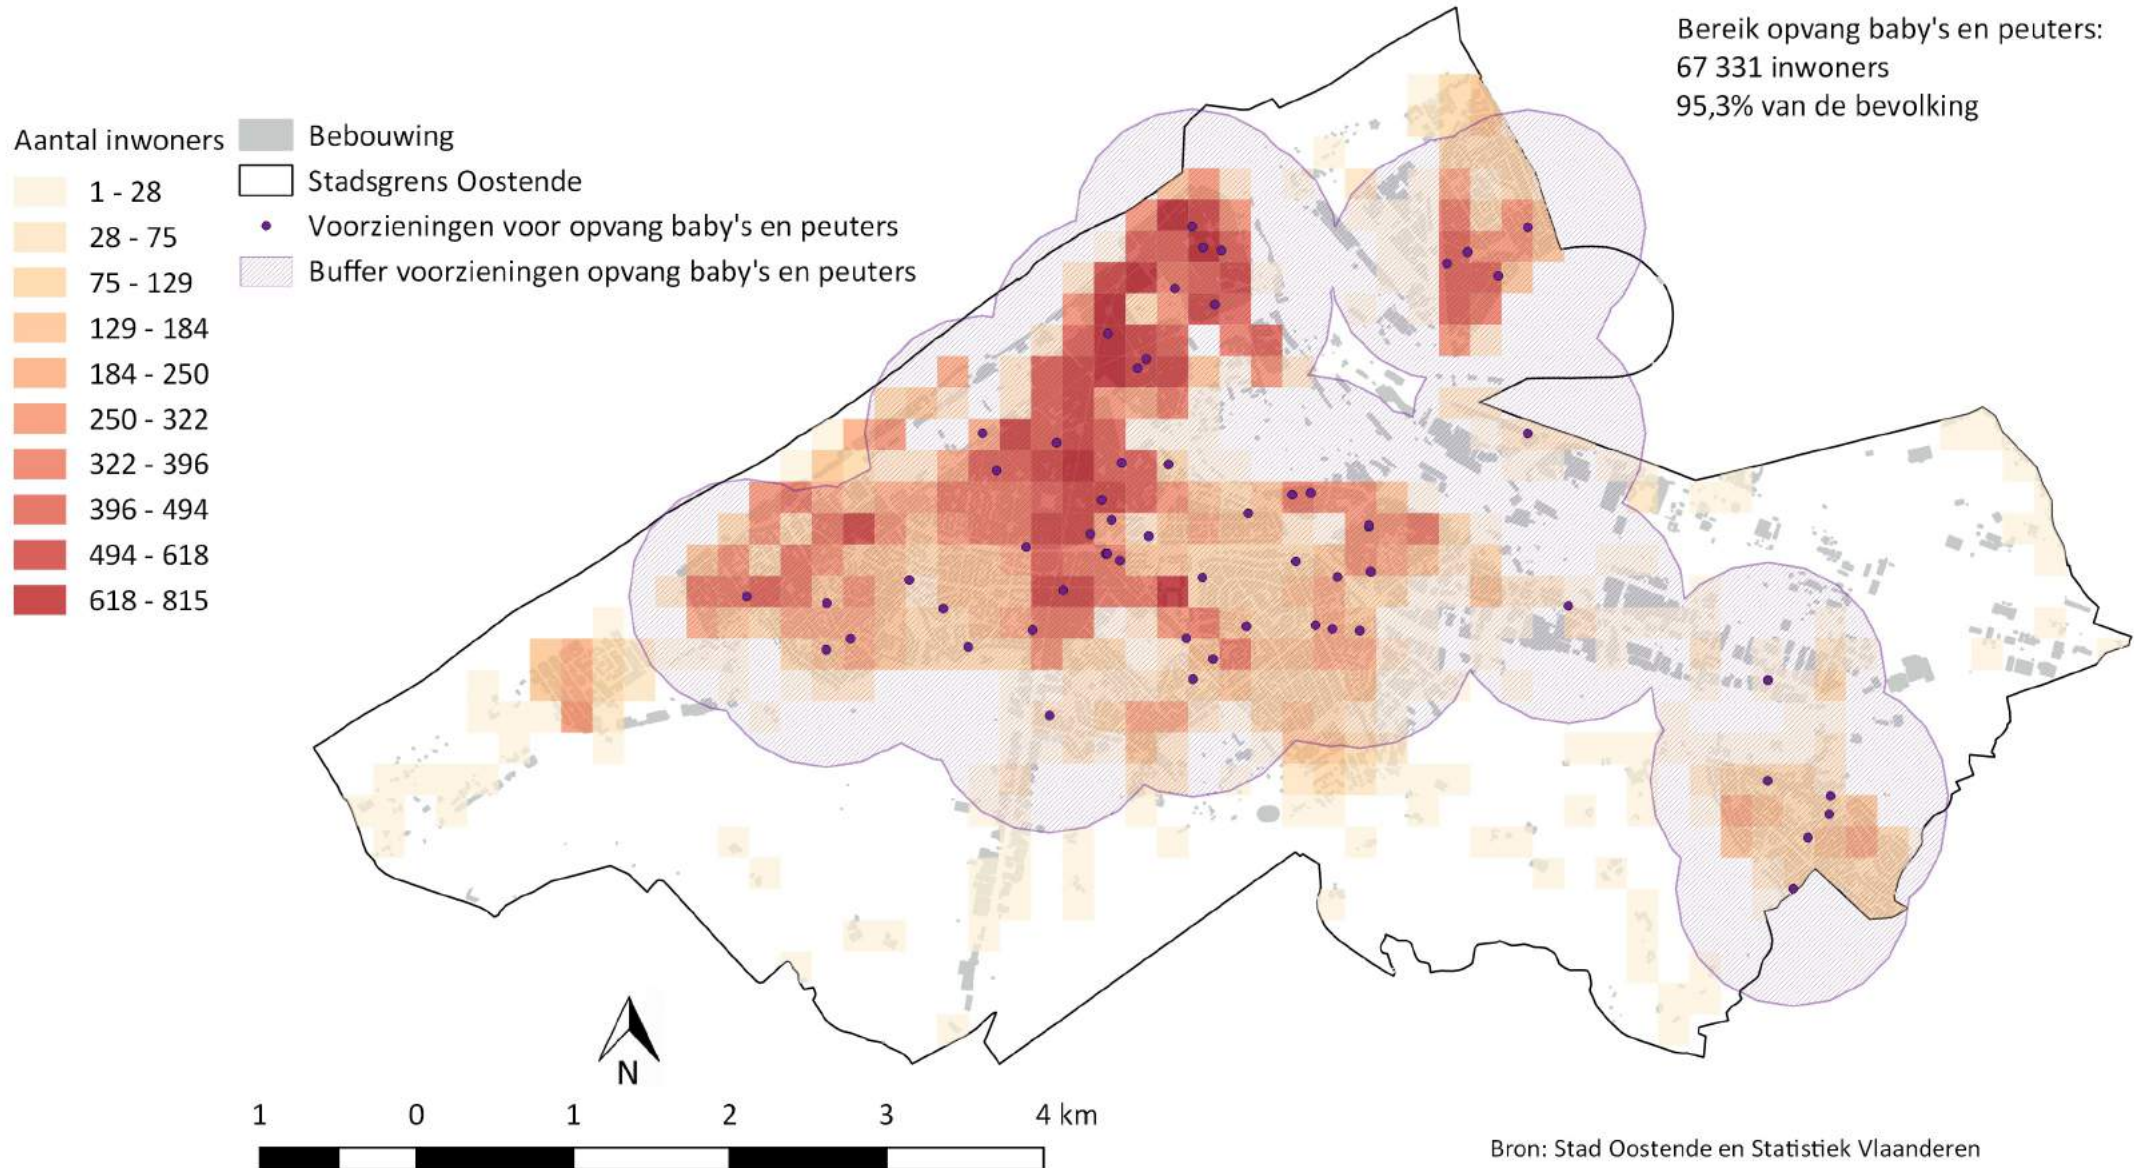 Bereik opvang baby's en peuters:
67 331 inwoners
95,3% van de bevolking
Aantal inwoners
1 - 28
28 - 75
75 - 129
129 - 184
184 - 250
250 - 322
322 - 396
396 - 494
494 - 618
618 - 815
Bebouwing
Stadsgrens Oostende
Voorzieningen voor opvang baby's en peuters
Buffer voorzieningen opvang baby's en peuters
N
1 0 1 2 3 4 km
Bron: Stad Oostende en Statistiek Vlaanderen